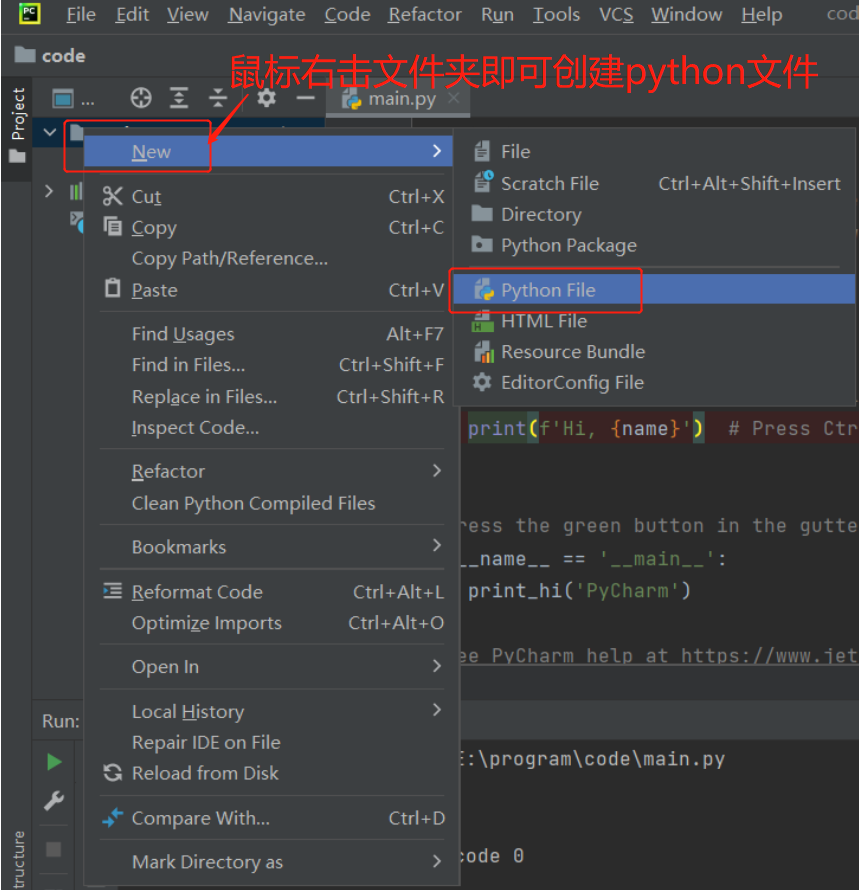 PC File Edit View Navigate Code Refactor Run Tools VCS Window Help cod
code
鼠标右击文件夹即可创建python文件
Project
... main.py
New
Cut Ctrl+X
Copy Ctrl+C
Copy Path/Reference...
Paste Ctrl+V
Find Usages Alt+F7
Find in Files... Ctrl+Shift+F
Replace in Files... Ctrl+Shift+R
Inspect Code...
Refactor
Clean Python Compiled Files
Bookmarks
Reformat Code Ctrl+Alt+L
Optimize Imports Ctrl+Alt+O
Open In
Local History
Repair IDE on File
Reload from Disk
Compare With... Ctrl+D
Mark Directory as
File
Scratch File Ctrl+Alt+Shift+Insert
Directory
Python Package
Python File
HTML File
Resource Bundle
EditorConfig File
print(f'Hi, {name}') # Press Ctr
ress the green button in the gutte
__name__ == '__main__':
print_hi('PyCharm')
ee PyCharm help at https://www.jet
Run:
E:\program\code\main.py
code 0
tructure